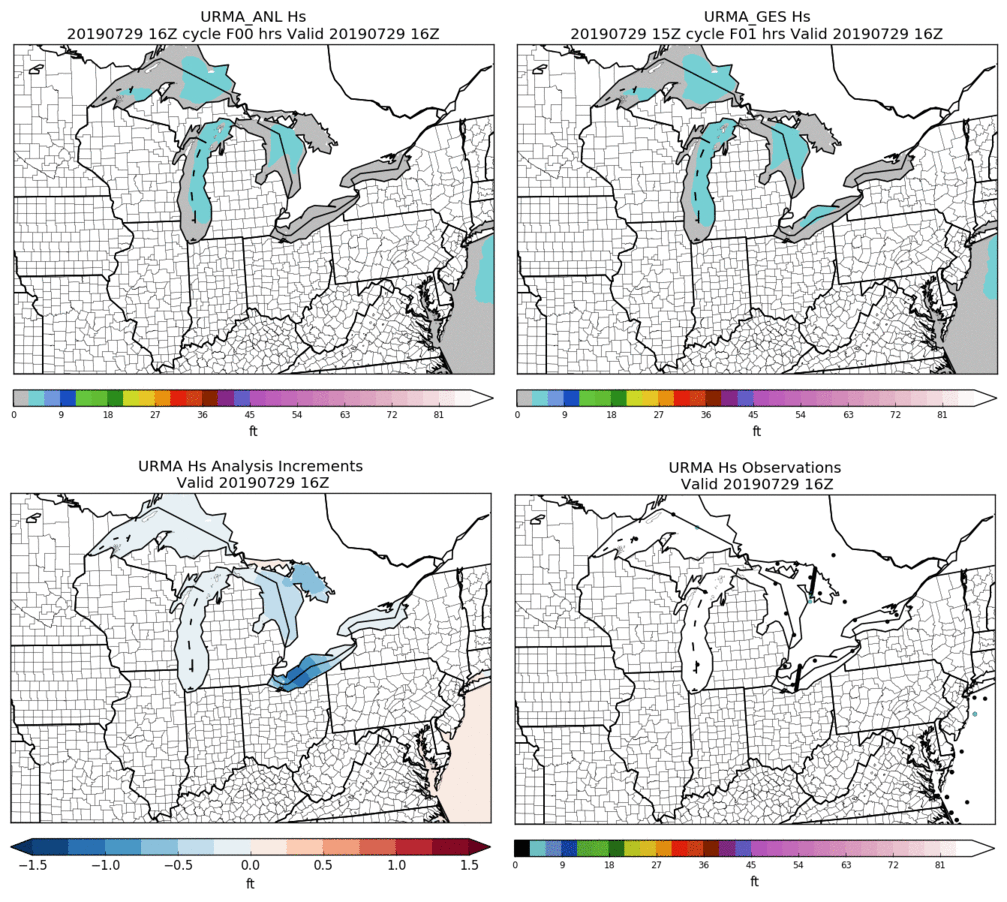 URMA_ANL Hs
20190729 16Z cycle F00 hrs Valid 20190729 16Z
0 9 18 27 36 45 54 63 72 81
ft
URMA_GES Hs
20190729 15Z cycle F01 hrs Valid 20190729 16Z
0 9 18 27 36 45 54 63 72 81
ft
URMA Hs Analysis Increments
Valid 20190729 16Z
−1.5 −1.0 −0.5 0.0 0.5 1.0 1.5
ft
URMA Hs Observations
Valid 20190729 16Z
0 9 18 27 36 45 54 63 72 81
ft